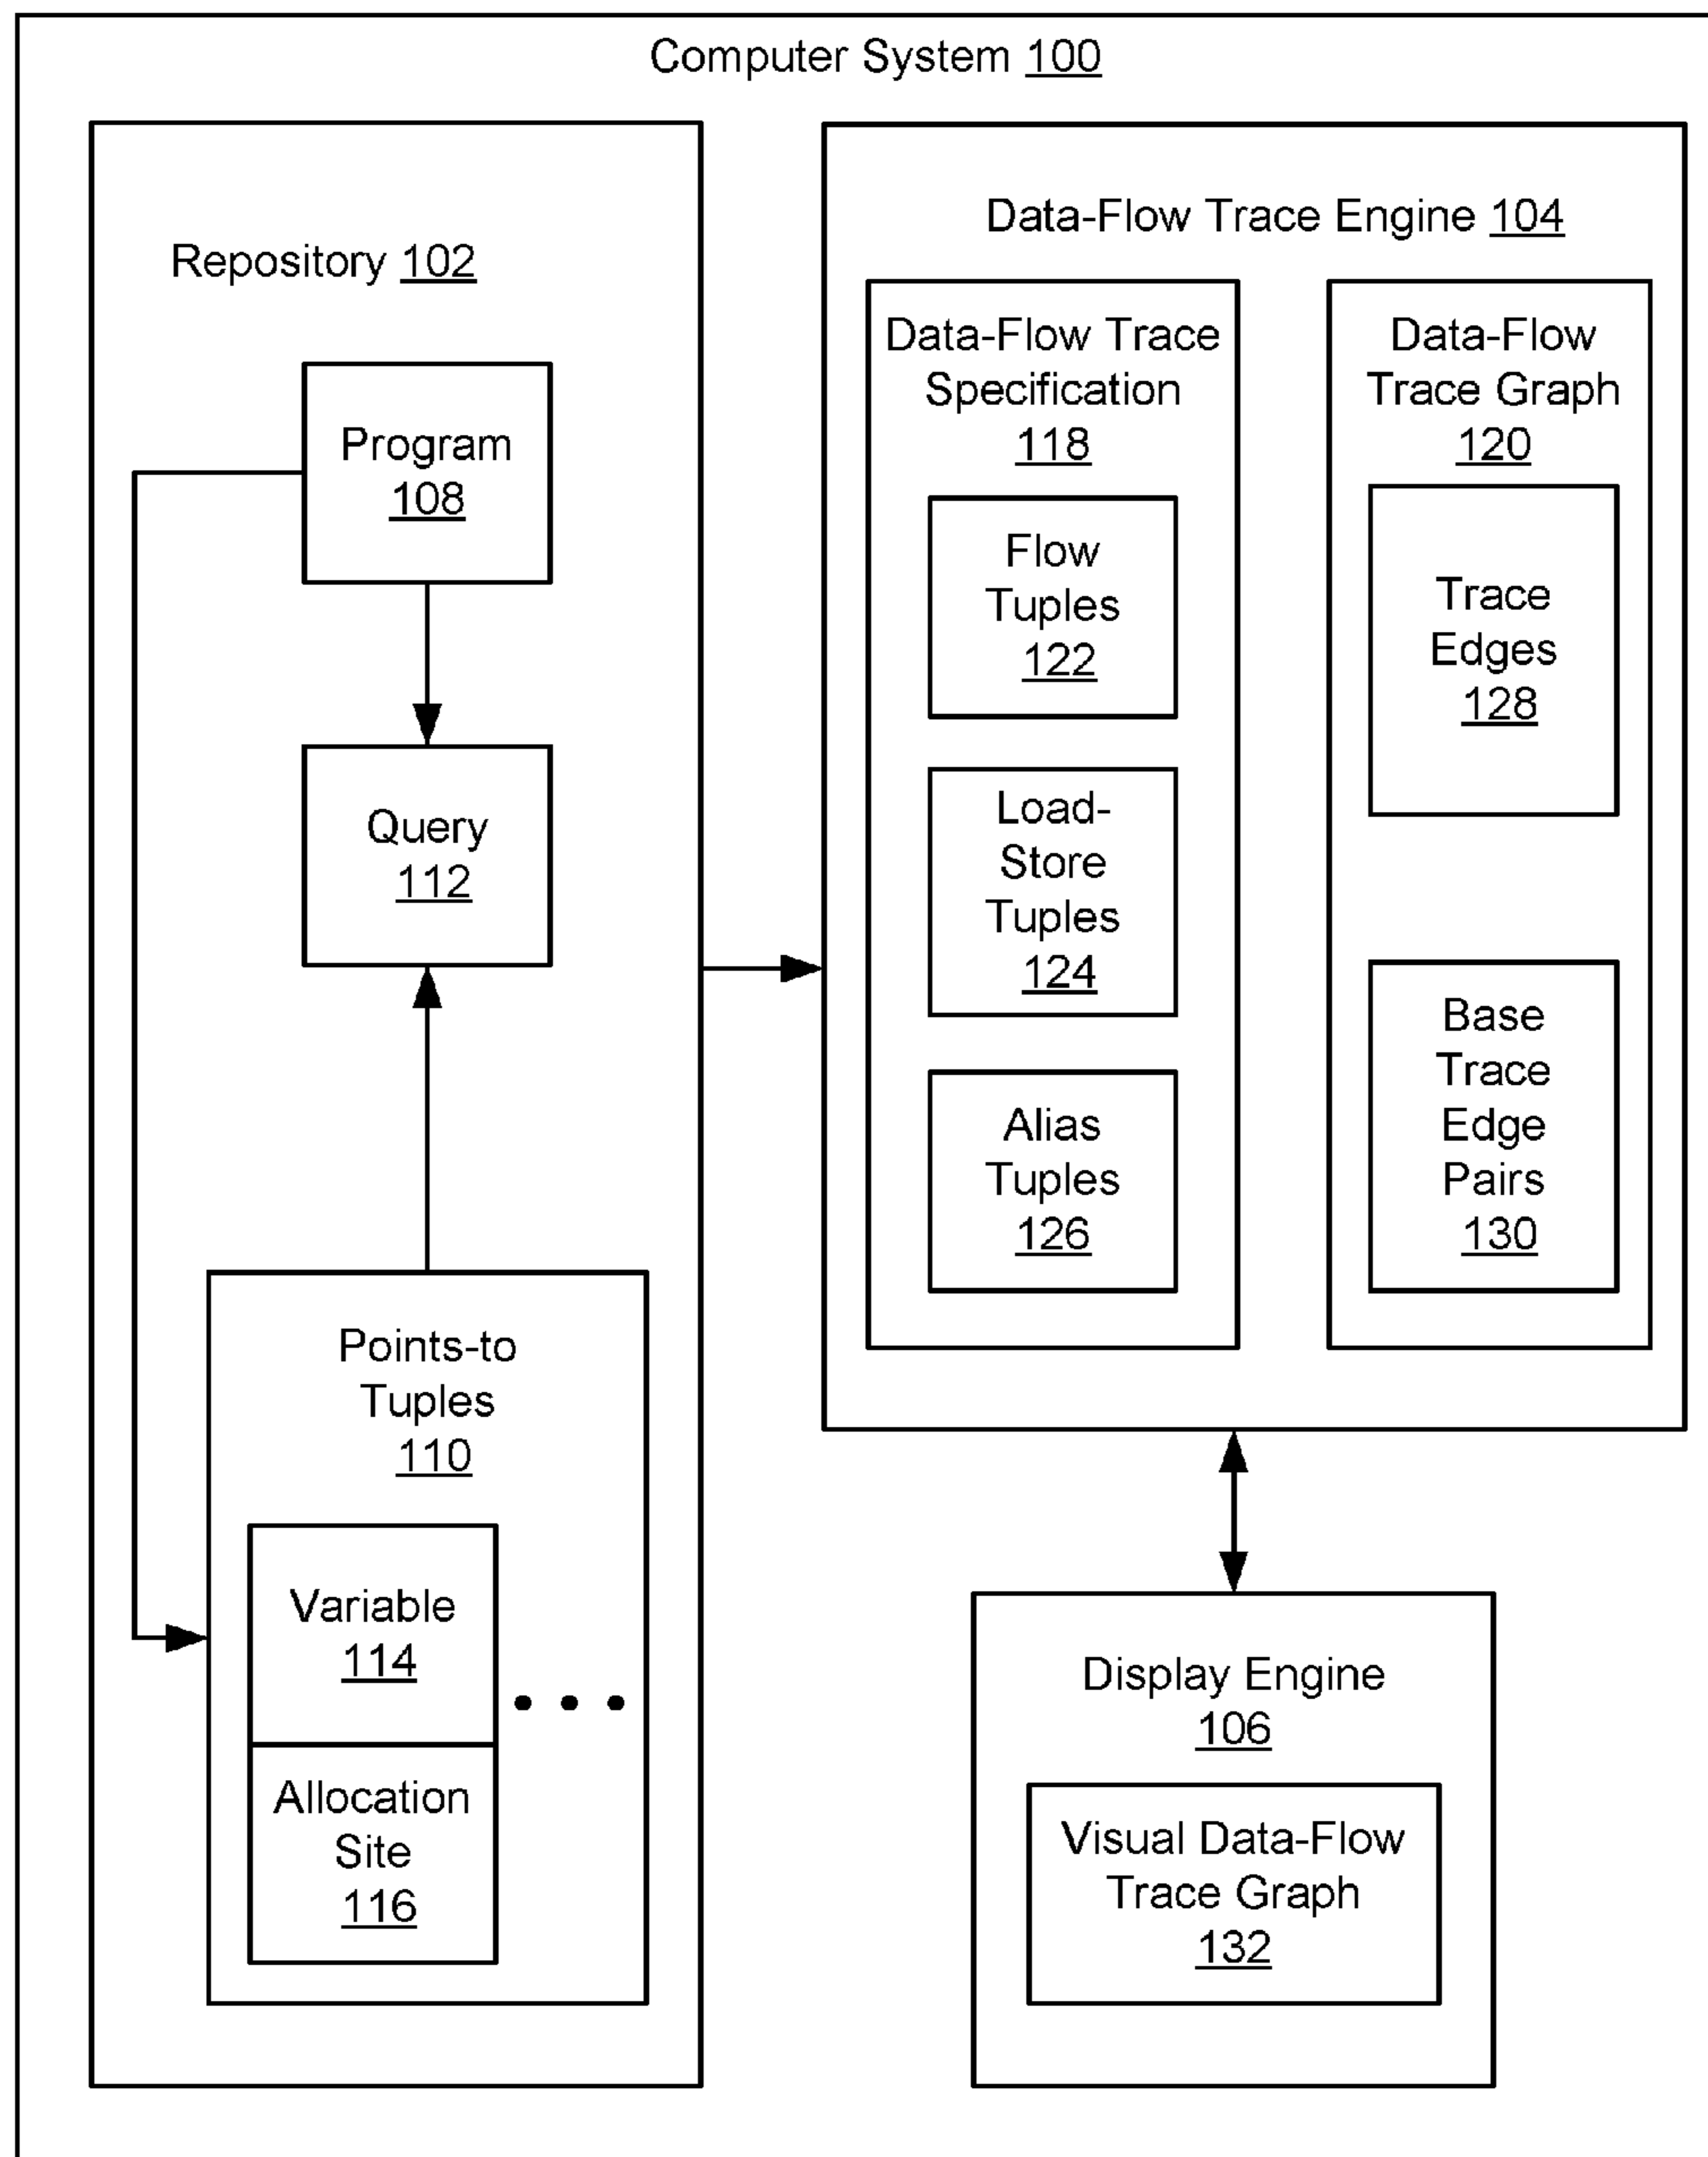 Computer System 100
Repository 102
Program
108
Query
112
Points-to
Tuples
110
Variable
114
Allocation
Site
116
Data-Flow Trace Engine 104
Data-Flow Trace
Specification
118
Flow
Tuples
122
Load-
Store
Tuples
124
Alias
Tuples
126
Data-Flow
Trace Graph
120
Trace
Edges
128
Base
Trace
Edge
Pairs
130
Display Engine
106
Visual Data-Flow
Trace Graph
132